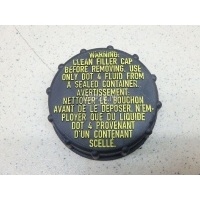 WARNING:
CLEAN FILLER CAP
BEFORE REMOVING. USE
ONLY DOT 4 FLUID FROM
A SEALED CONTAINER.
AVERTISSEMENT:
NETTOYER LE BOUCHON
AVANT DE LE DEPOSER. N'EM-
PLOYER QUE DU LIQUIDE
DOT 4 PROVENANT
D'UN CONTENANT
SCELLE.